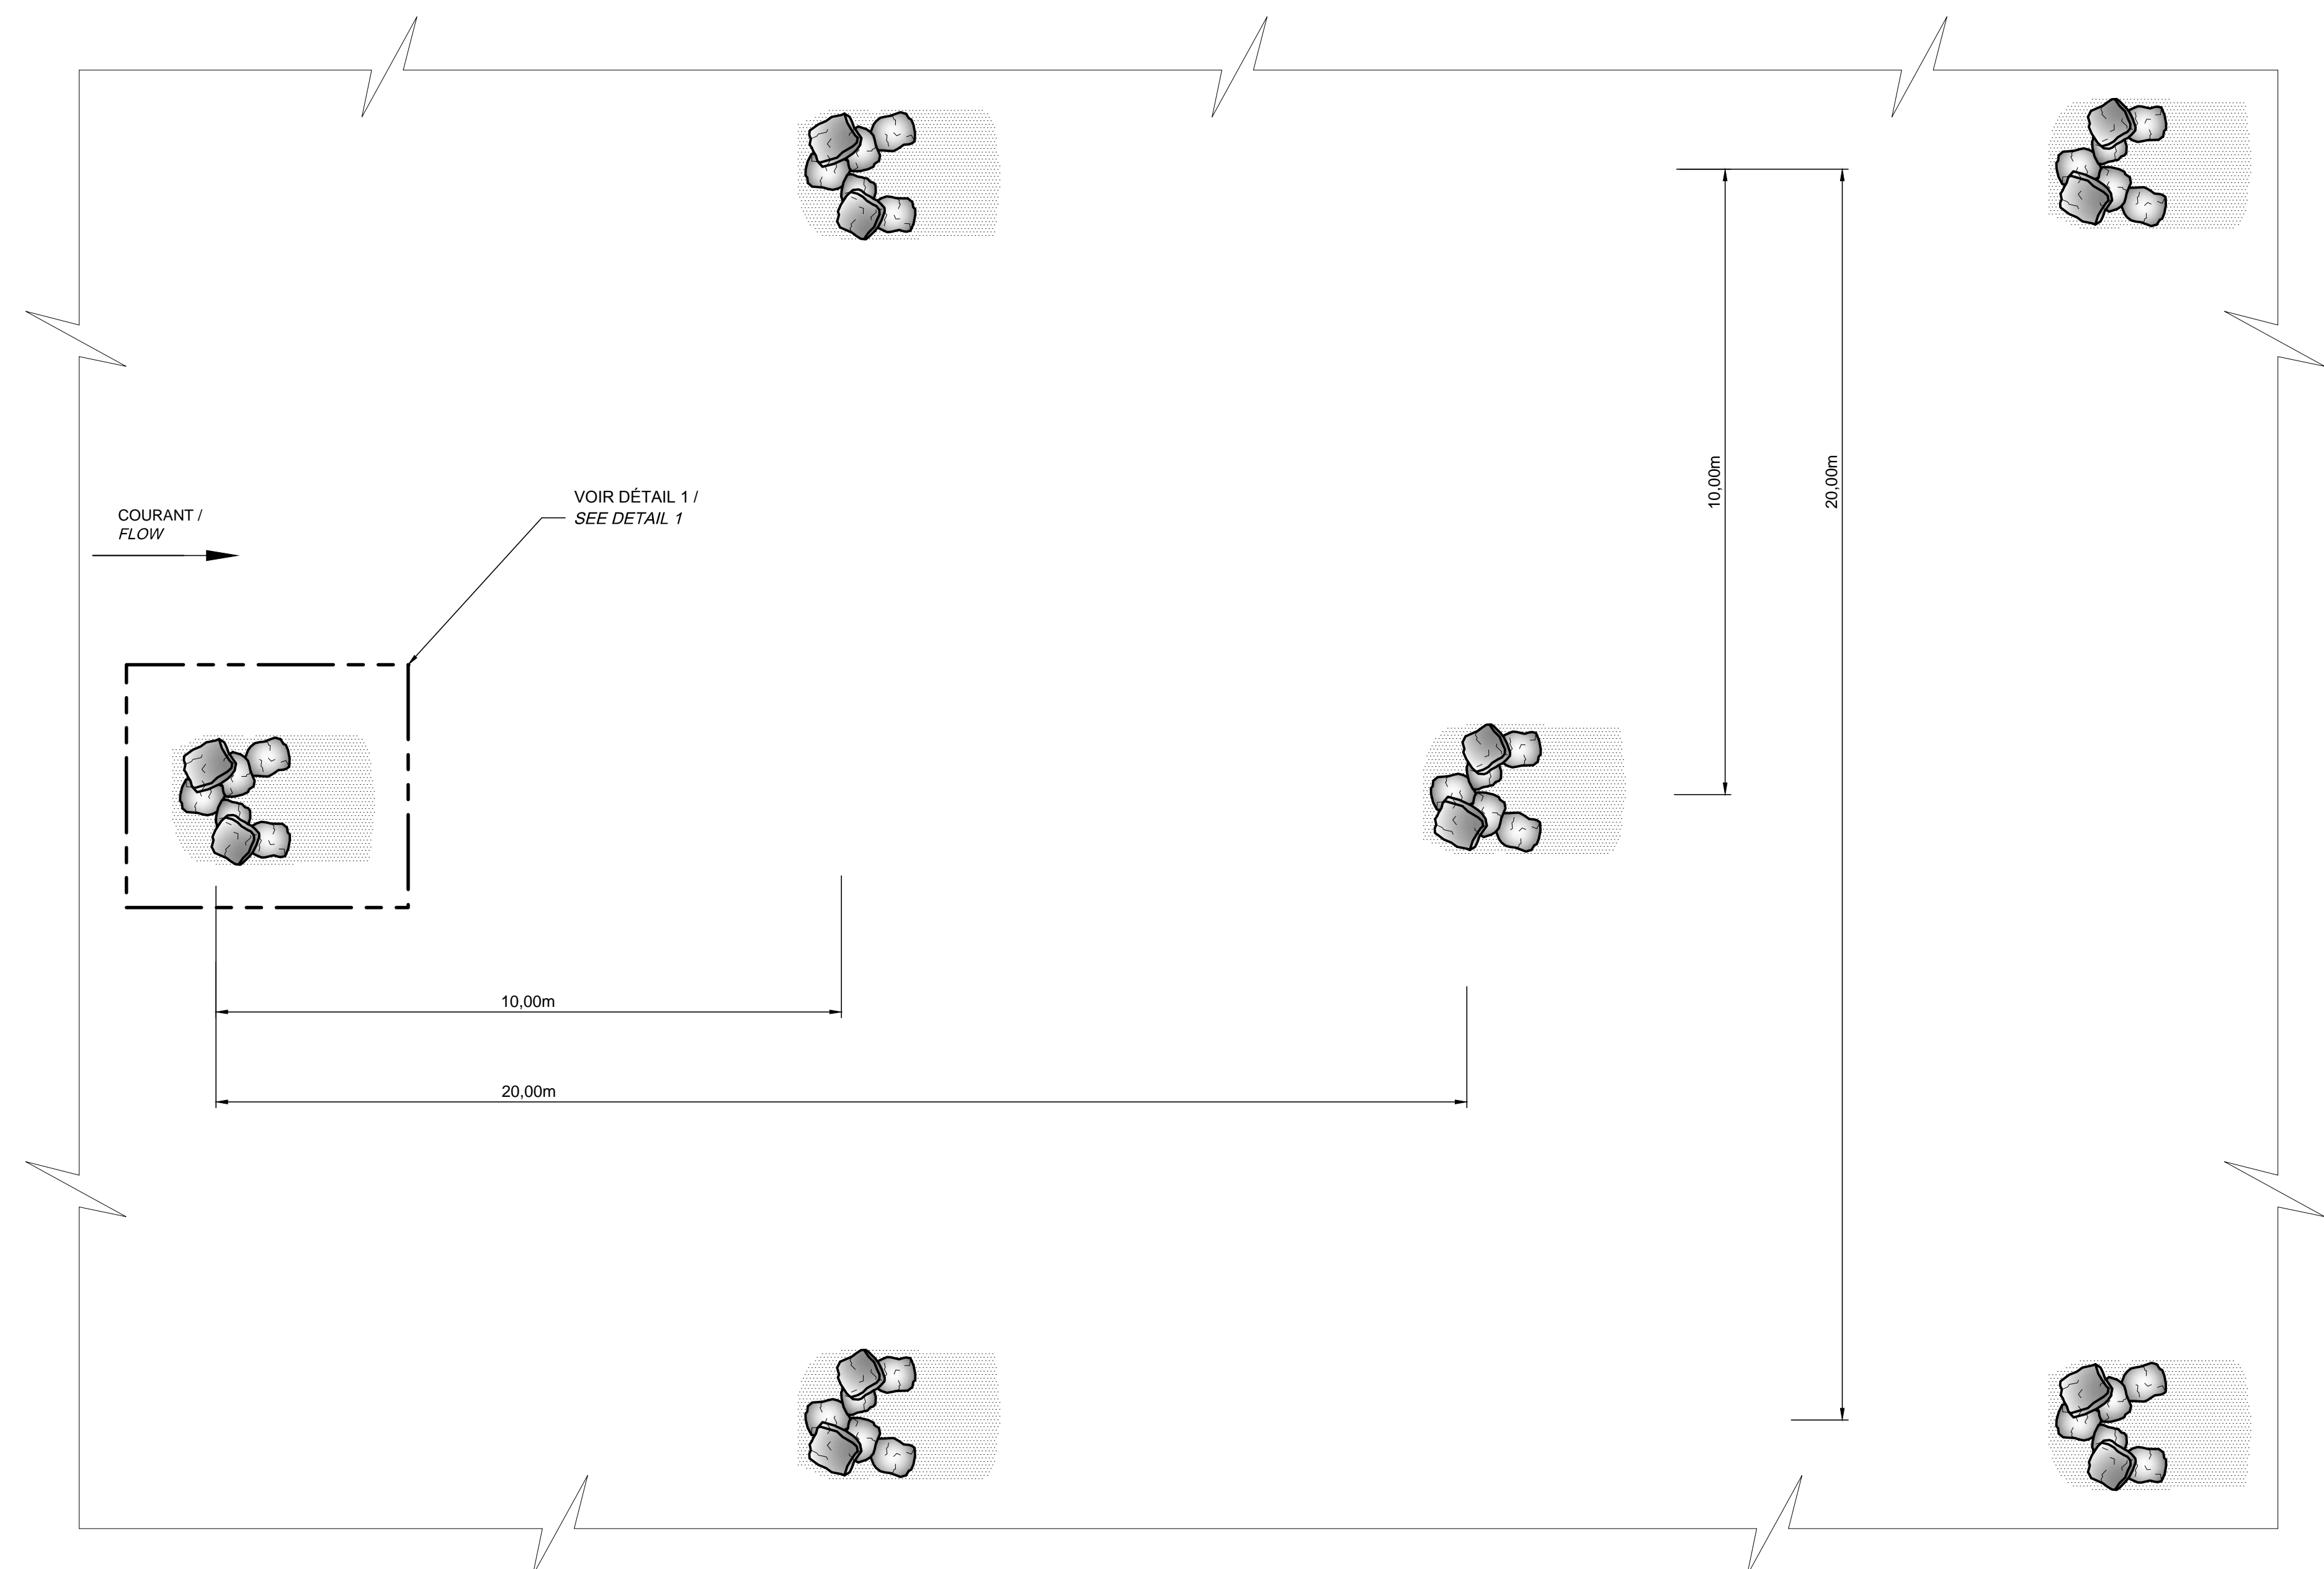 COURANT /
FLOW
VOIR DÉTAIL 1 /
SEE DETAIL 1
10,00m
20,00m
10,00m
20,00m